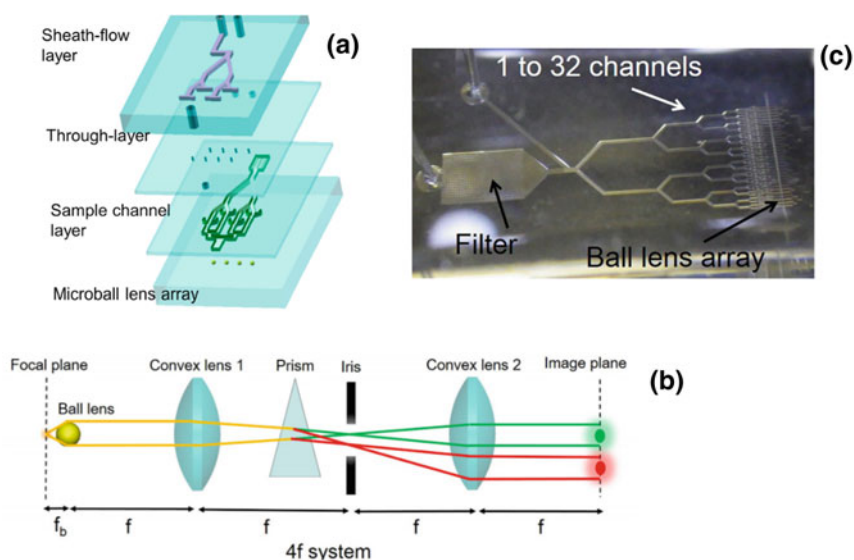 Sheath-flow
layer
(a)
Through-layer
Sample channel
layer
Microball lens array
1 to 32 channels
(c)
Filter
Ball lens array
Focal plane
Convex lens 1
Prism
Iris
Convex lens 2
Image plane
(b)
Ball lens
f_b
f
f
f
f
4f system